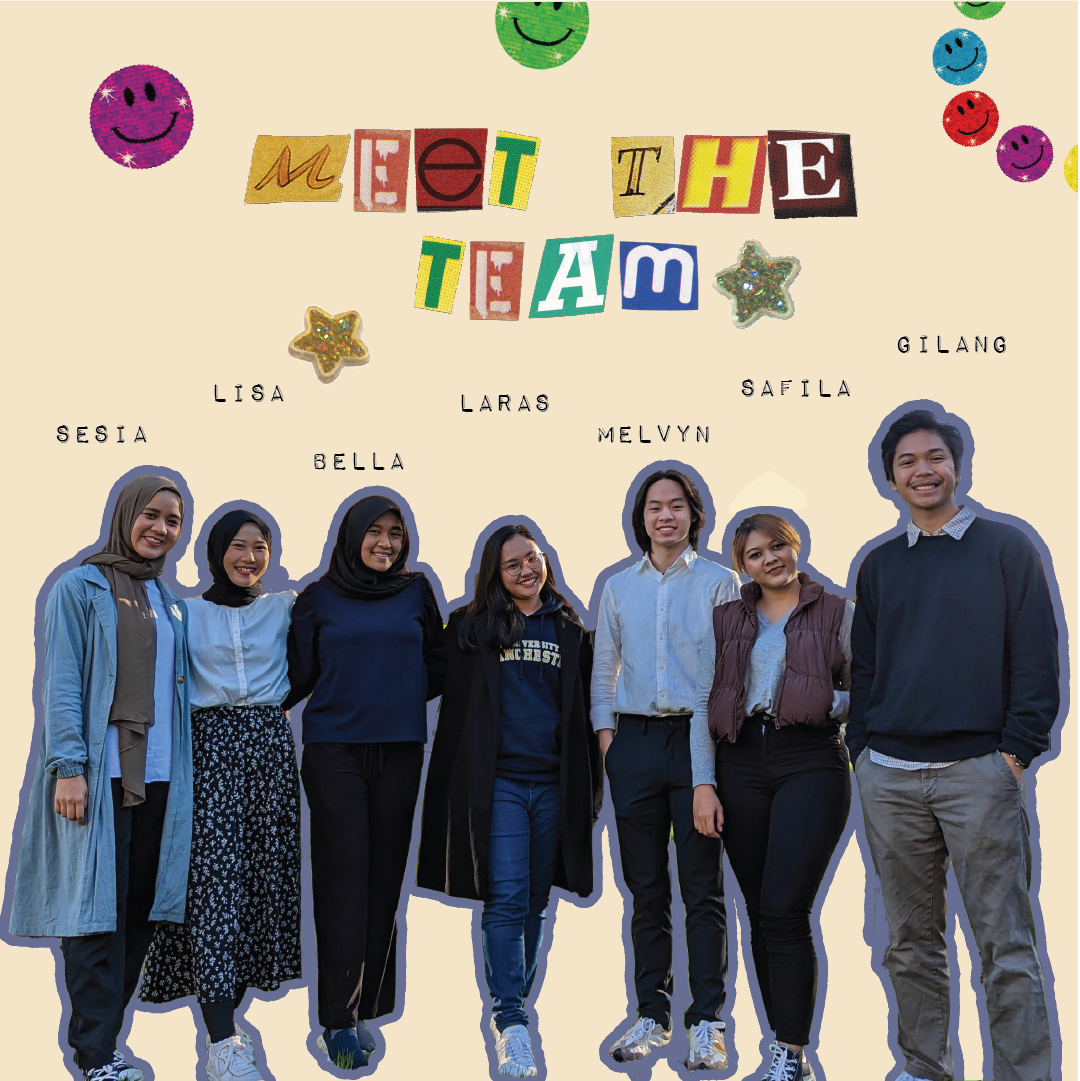 MEET THE
TEAM
GILANG
SAFILA
LISA
LARAS
SESIA
MELVYN
BELLA